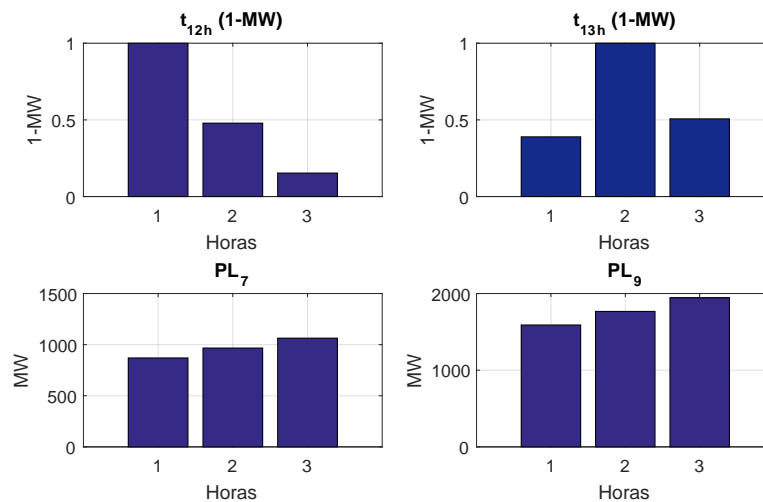 t12h (1-MW)
1-MW
1
0.5
0
1 2 3
Horas
t13h (1-MW)
1-MW
1
0.5
0
1 2 3
Horas
PL7
MW
1500
1000
500
0
1 2 3
Horas
PL9
MW
2000
1000
0
1 2 3
Horas